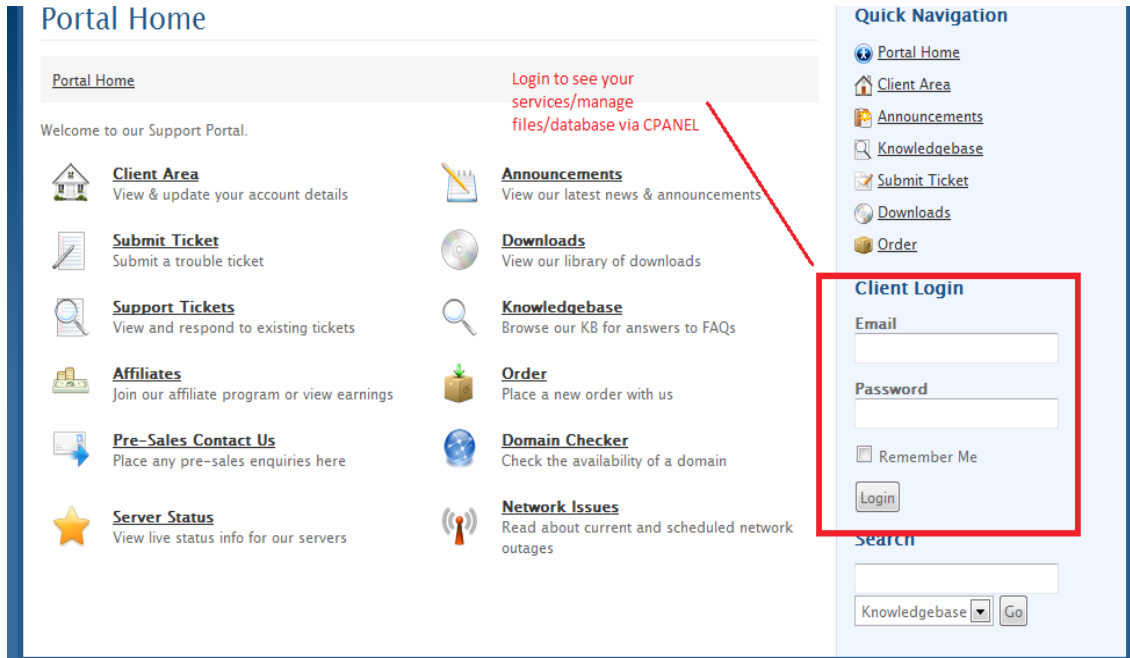 Portal Home
Portal Home
Login to see your
services/manage
files/database via CPANEL
Welcome to our Support Portal.
Client Area
View & update your account details
Announcements
View our latest news & announcements
Submit Ticket
Submit a trouble ticket
Downloads
View our library of downloads
Support Tickets
View and respond to existing tickets
Knowledgebase
Browse our KB for answers to FAQs
Affiliates
Join our affiliate program or view earnings
Order
Place a new order with us
Pre-Sales Contact Us
Place any pre-sales enquiries here
Domain Checker
Check the availability of a domain
Server Status
View live status info for our servers
Network Issues
Read about current and scheduled network
outages
Quick Navigation
Portal Home
Client Area
Announcements
Knowledgebase
Submit Ticket
Downloads
Order
Client Login
Email
Password
Remember Me
Login
Search
Knowledgebase
Go